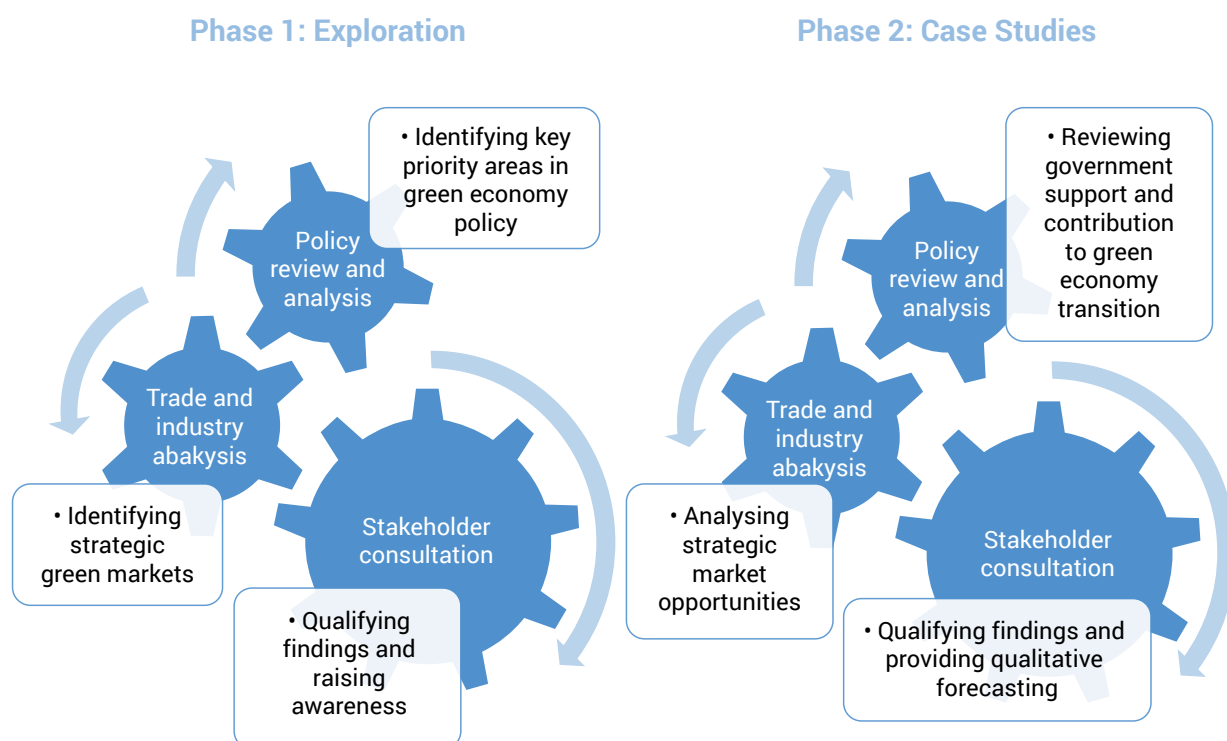 Phase 1: Exploration
• Identifying key
priority areas in
green economy
policy
Policy
review and
analysis
Trade and
industry
abakysis
• Identifying
strategic
green markets
Stakeholder
consultation
• Qualifying
findings and
raising
awareness
Phase 2: Case Studies
• Reviewing
government
support and
contribution
to green
economy
transition
Policy
review and
analysis
Trade and
industry
abakysis
• Analysing
strategic
market
opportunities
Stakeholder
consultation
• Qualifying findings and
providing qualitative
forecasting